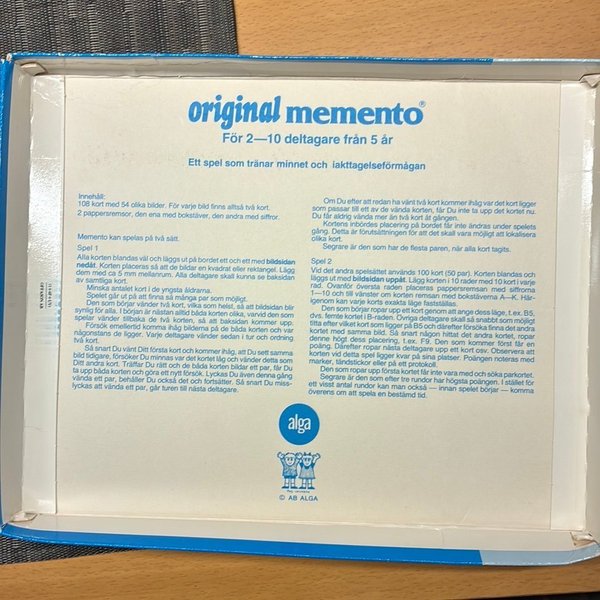 original memento®
För 2—10 deltagare från 5 år
Ett spel som tränar minnet och iakttagelseförmågan
Innehåll:
108 kort med 54 olika bilder. För varje bild finns alltså två kort.
2 pappersremsor, den ena med bokstäver, den andra med siffror.
Memento kan spelas på två sätt.
Spel 1
Alla korten blandas väl och läggs ut på bordet ett och ett med bildsidan
nedåt. Korten placeras så att de bildar en kvadrat eller rektangel. Lägg
dem med ca 5 mm mellanrum. Alla deltagare skall kunna se baksidan
av samtliga kort.
Minska antalet kort i de yngsta åldrarna.
Spelet går ut på att finna så många par som möjligt.
Den som börjar vänder två kort, vilka som helst, så att bildsidan blir
synlig för alla. I början är nästan alltid båda korten olika, varvid den som
spelar vänder tillbaka de två korten, så att baksidan kommer upp.
Försök emellertid komma ihåg bilderna på de båda korten och var
någonstans de ligger. Varje deltagare vänder sedan i tur och ordning
två kort.
Så snart Du vänt Ditt första kort och kommer ihåg, att Du sett samma
bild tidigare, försöker Du minnas var det kortet låg och vänder detta som
Ditt andra kort. Träffar Du rätt och de båda korten bildar ett par, får Du
ta upp båda korten och göra ett nytt försök. Lyckas Du även denna gång
vända ett par, behåller Du också det och fortsätter. Så snart Du miss-
lyckas att vända ett par, går turen till nästa deltagare.
Om Du efter att redan ha vänt två kort kommer ihåg var det kort ligger
som passar till ett av de vända korten, får Du inte ta upp det kortet nu.
Du får aldrig vända mer än två kort åt gången.
Kortens inbördes placering på bordet får inte ändras under spelets
gång. Detta är förutsättningen för att det skall vara möjligt att lokalisera
olika kort.
Segrare är den som har de flesta paren, när alla kort tagits.
Spel 2
Vid det andra spelsättet används 100 kort (50 par). Korten blandas och
läggs med bildsidan uppåt. Lägg korten i 10 rader med 10 kort i varje
rad. Ovanför översta raden placeras pappersremsan med siffrorna
1—10 och till vänster om korten remsan med bokstäverna A—K. Här-
igenom kan varje korts exakta läge fastställas.
Den som börjar ropar upp ett kort genom att ange dess läge, t.ex. B5,
dvs. femte kortet i B-raden. Övriga deltagare skall så snabbt som möjligt
titta efter vilket kort som ligger på B5 och därefter försöka finna det andra
kortet med samma bild. Så snart någon hittat det andra kortet, ropar
denne högt dess placering, t.ex. F9. Den som kommer först får en
poäng. Därefter ropar nästa deltagare upp ett kort osv. Observera att
korten vid detta spel ligger kvar på sina platser. Poängen noteras med
marker, tändstickor eller på ett protokoll.
Den som ropar upp första kortet får inte vara med och söka parkortet.
Segrare är den som efter tre rundor har högsta poängen. I stället för
ett visst antal rundor kan man också — innan spelet börjar — komma
överens om att spela en bestämd tid.
alga
© AB ALGA